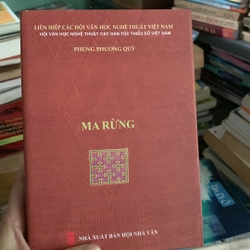 LIÊN HIỆP CÁC HỘI VĂN HỌC NGHỆ THUẬT VIỆT NAM
HỘI VĂN HỌC NGHỆ THUẬT CÁC DÂN TỘC THIỂU SỐ VIỆT NAM
PHÙNG PHƯƠNG QUÝ
MA RỪNG
NHÀ XUẤT BẢN HỘI NHÀ VĂN